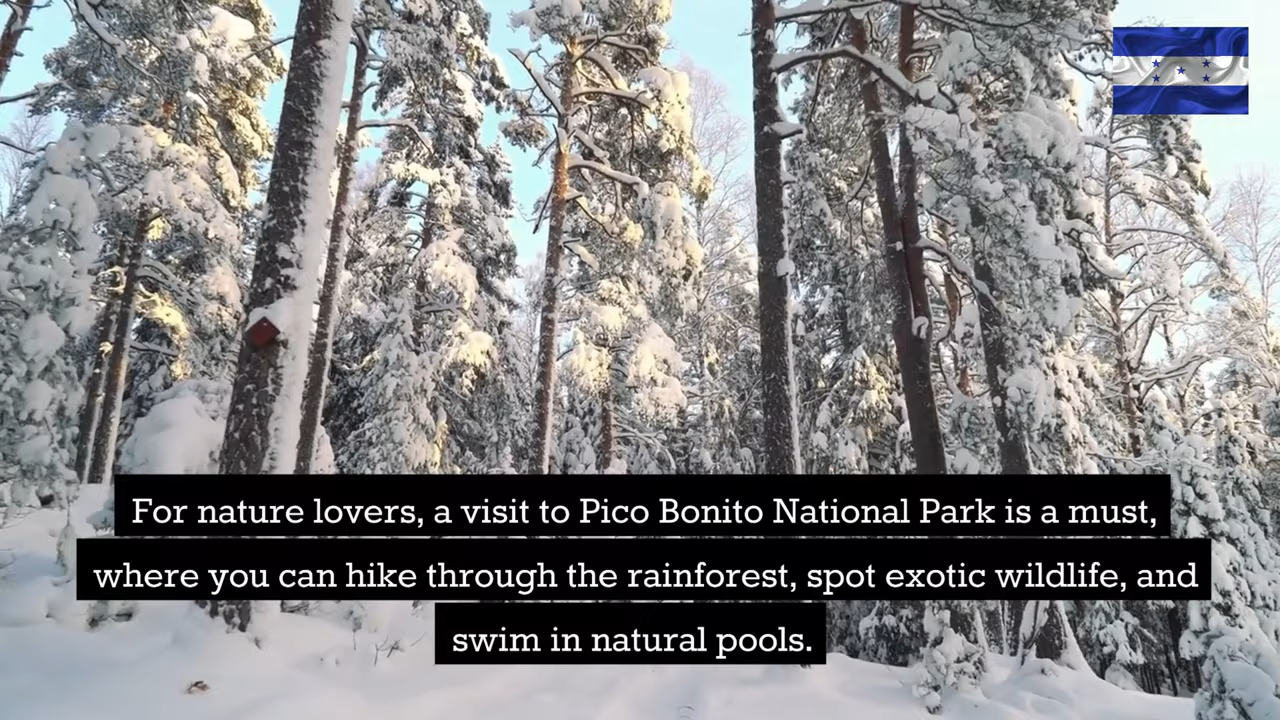 For nature lovers, a visit to Pico Bonito National Park is a must,
where you can hike through the rainforest, spot exotic wildlife, and
swim in natural pools.